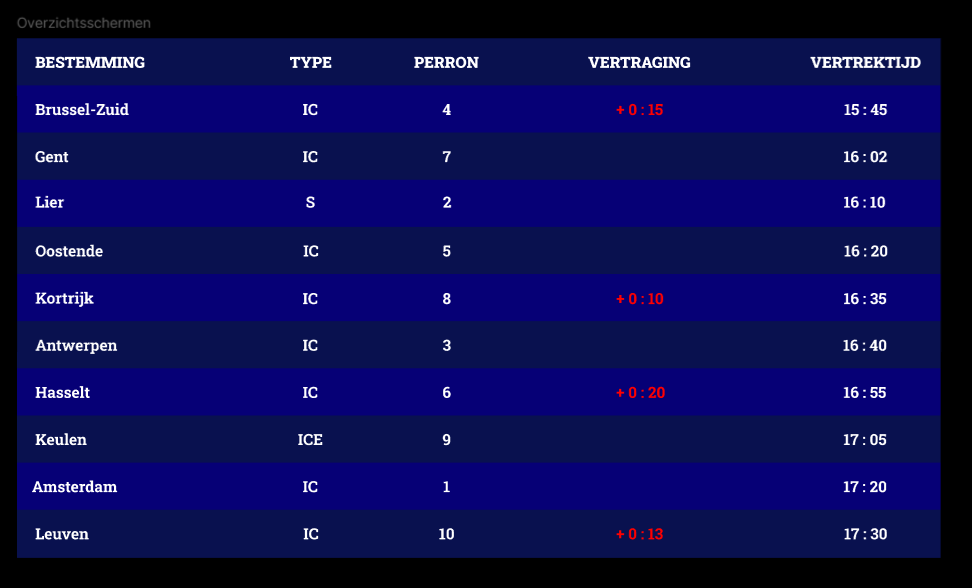 Overzichtsschermen
BESTEMMING TYPE PERRON VERTRAGING VERTREKTIJD
Brussel-Zuid IC 4 + 0 : 15 15 : 45
Gent IC 7 16 : 02
Lier S 2 16 : 10
Oostende IC 5 16 : 20
Kortrijk IC 8 + 0 : 10 16 : 35
Antwerpen IC 3 16 : 40
Hasselt IC 6 + 0 : 20 16 : 55
Keulen ICE 9 17 : 05
Amsterdam IC 1 17 : 20
Leuven IC 10 + 0 : 13 17 : 30